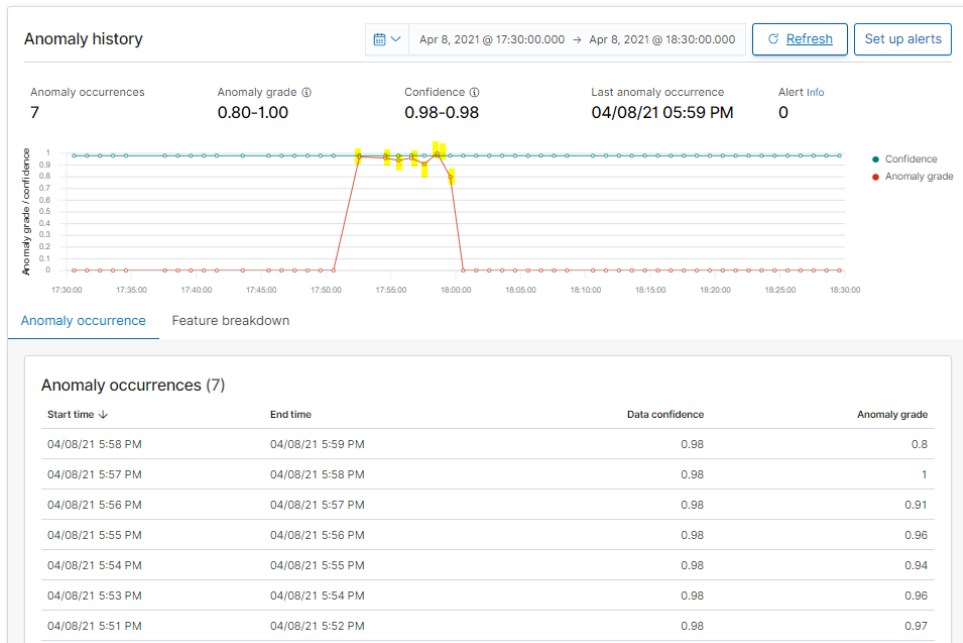 Anomaly history
Apr 8, 2021 @ 17:30:00.000 → Apr 8, 2021 @ 18:30:00.000
Refresh
Set up alerts
Anomaly occurrences
7
Anomaly grade
0.80-1.00
Confidence
0.98-0.98
Last anomaly occurrence
04/08/21 05:59 PM
Alert Info
0
Anomaly grade / confidence
1
0.9
0.8
0.7
0.6
0.5
0.4
0.3
0.2
0.1
0
17:30:00 17:35:00 17:40:00 17:45:00 17:50:00 17:55:00 18:00:00 18:05:00 18:10:00 18:15:00 18:20:00 18:25:00 18:30:00
Confidence
Anomaly grade
Anomaly occurrence Feature breakdown
Anomaly occurrences (7)
Start time ↓ End time Data confidence Anomaly grade
04/08/21 5:58 PM 04/08/21 5:59 PM 0.98 0.8
04/08/21 5:57 PM 04/08/21 5:58 PM 0.98 1
04/08/21 5:56 PM 04/08/21 5:57 PM 0.98 0.91
04/08/21 5:55 PM 04/08/21 5:56 PM 0.98 0.96
04/08/21 5:54 PM 04/08/21 5:55 PM 0.98 0.94
04/08/21 5:53 PM 04/08/21 5:54 PM 0.98 0.96
04/08/21 5:51 PM 04/08/21 5:52 PM 0.98 0.97